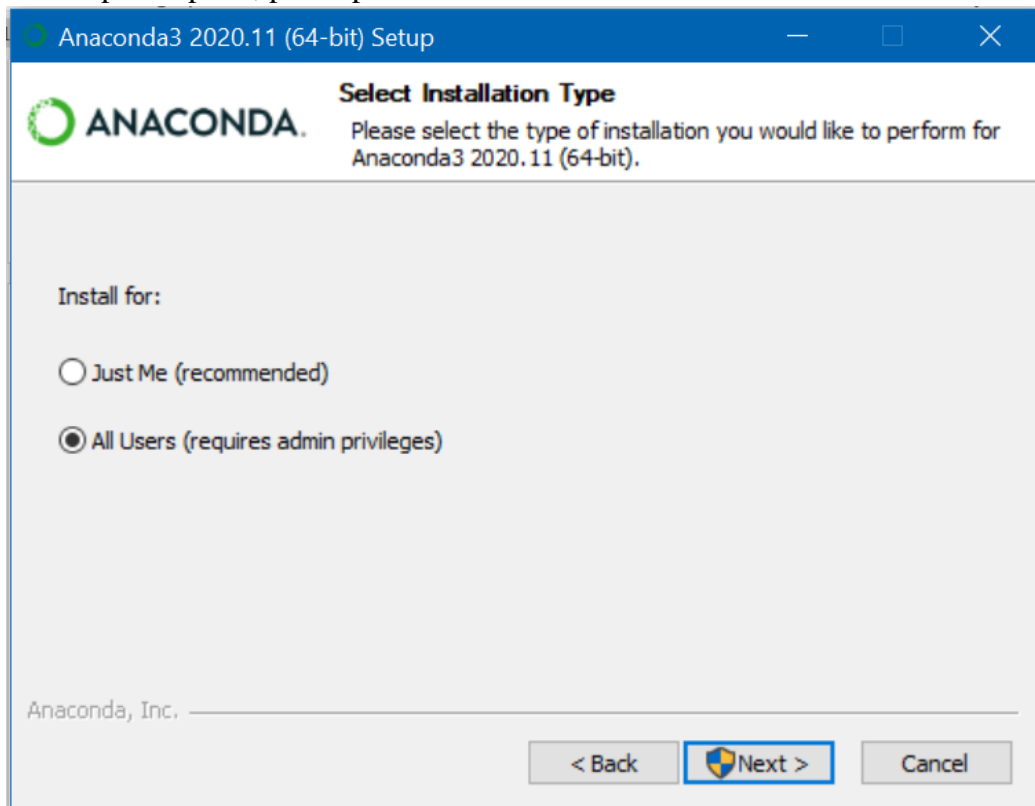 Anaconda3 2020.11 (64-bit) Setup
ANACONDA.
Select Installation Type
Please select the type of installation you would like to perform for
Anaconda3 2020.11 (64-bit).
Install for:
Just Me (recommended)
All Users (requires admin privileges)
Anaconda, Inc.
< Back
Next >
Cancel